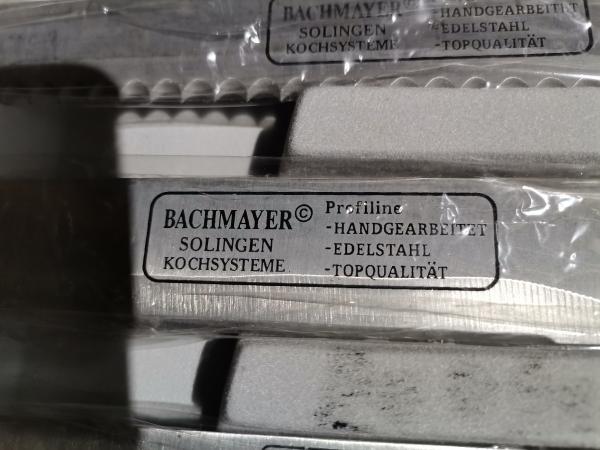 BACHMAYER©
SOLINGEN
KOCHSYSTEME
-HANDGEARBEITET
-EDELSTAHL
-TOPQUALITÄT
BACHMAYER©
SOLINGEN
KOCHSYSTEME
Profiline
-HANDGEARBEITET
-EDELSTAHL
-TOPQUALITÄT